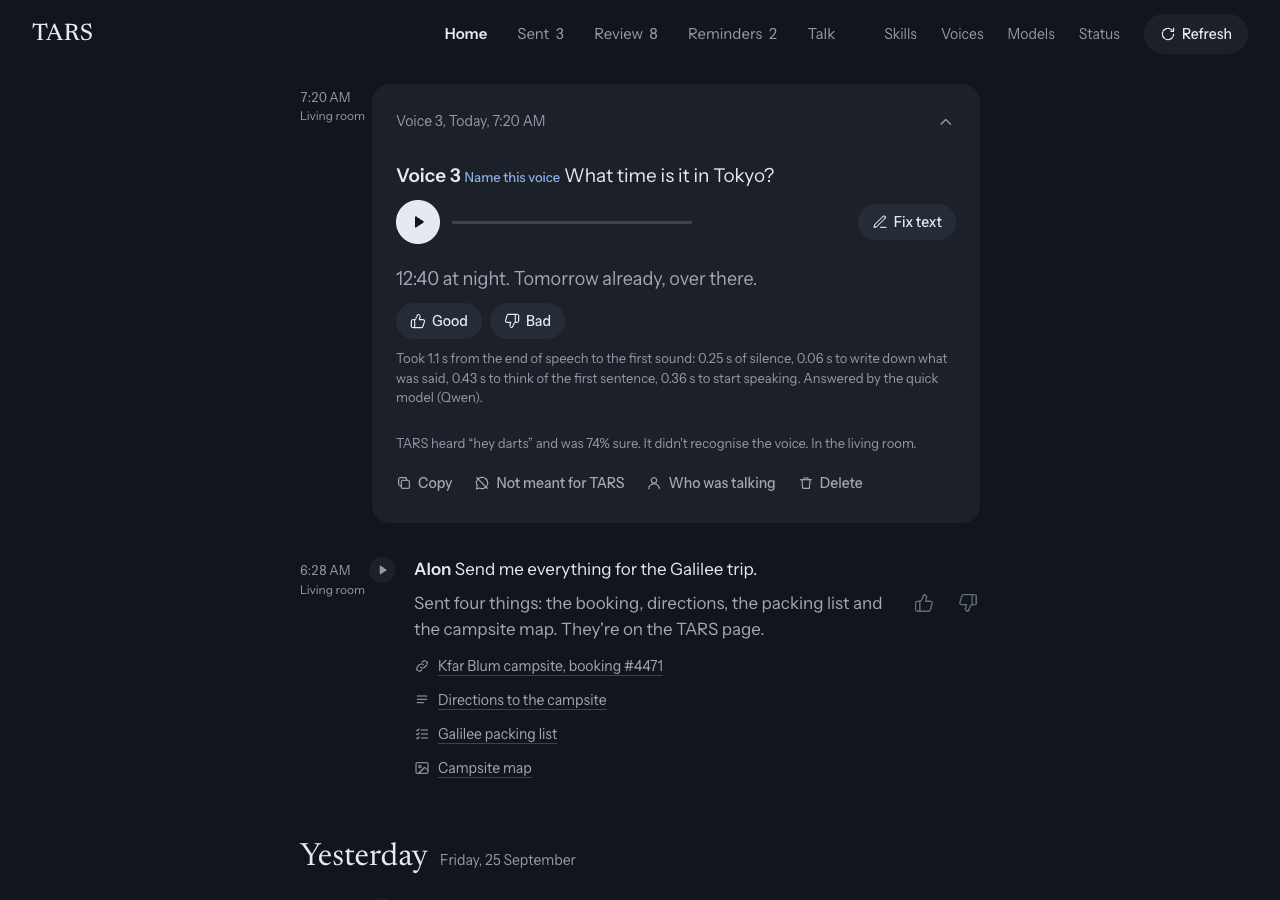 TARS
Home Sent 3 Review 8 Reminders 2 Talk Skills Voices Models Status Refresh
7:20 AM
Living room
Voice 3, Today, 7:20 AM
Voice 3 Name this voice What time is it in Tokyo?
Fix text
12:40 at night. Tomorrow already, over there.
Good Bad
Took 1.1 s from the end of speech to the first sound: 0.25 s of silence, 0.06 s to write down what
was said, 0.43 s to think of the first sentence, 0.36 s to start speaking. Answered by the quick
model (Qwen).
TARS heard “hey darts” and was 74% sure. It didn't recognise the voice. In the living room.
Copy Not meant for TARS Who was talking Delete
6:28 AM
Living room
Alon Send me everything for the Galilee trip.
Sent four things: the booking, directions, the packing list and
the campsite map. They're on the TARS page.
Kfar Blum campsite, booking #4471
Directions to the campsite
Galilee packing list
Campsite map
Yesterday Friday, 25 September